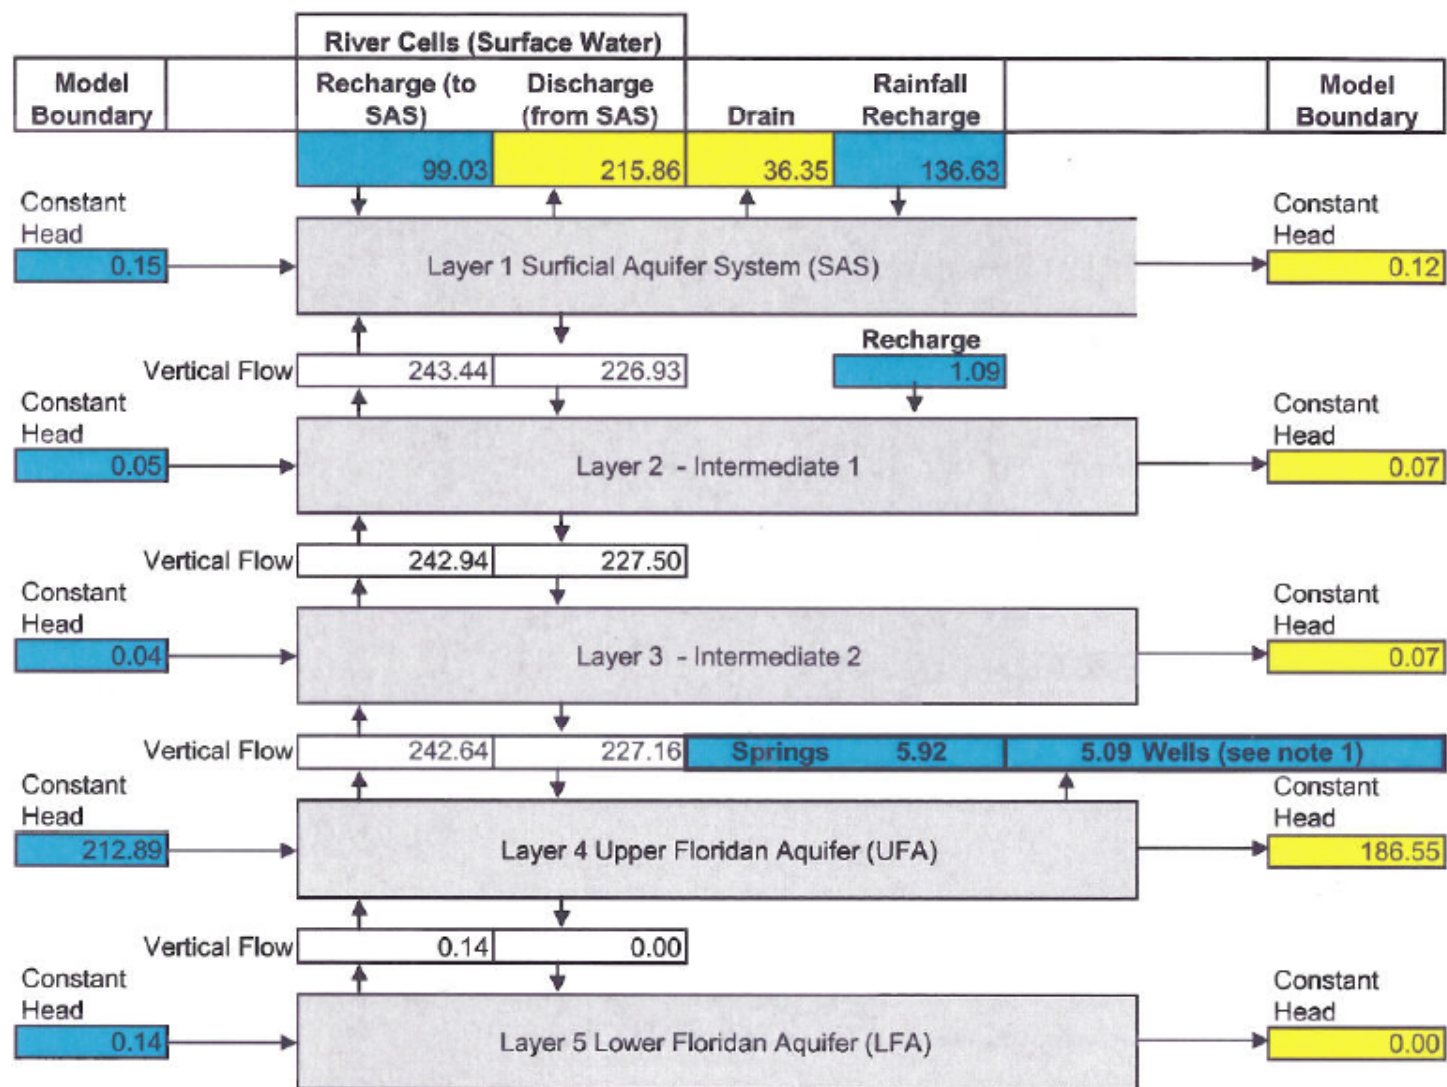 River Cells (Surface Water)
Model Boundary
Recharge (to SAS)
Discharge (from SAS)
Drain
Rainfall Recharge
Model Boundary
99.03
215.86
36.35
136.63
Constant Head
0.15
Layer 1 Surficial Aquifer System (SAS)
Constant Head
0.12
Vertical Flow
243.44
226.93
Recharge
1.09
Constant Head
0.05
Layer 2 - Intermediate 1
Constant Head
0.07
Vertical Flow
242.94
227.50
Constant Head
0.04
Layer 3 - Intermediate 2
Constant Head
0.07
Vertical Flow
242.64
227.16
Springs 5.92
5.09 Wells (see note 1)
Constant Head
212.89
Layer 4 Upper Floridan Aquifer (UFA)
Constant Head
186.55
Vertical Flow
0.14
0.00
Constant Head
0.14
Layer 5 Lower Floridan Aquifer (LFA)
Constant Head
0.00